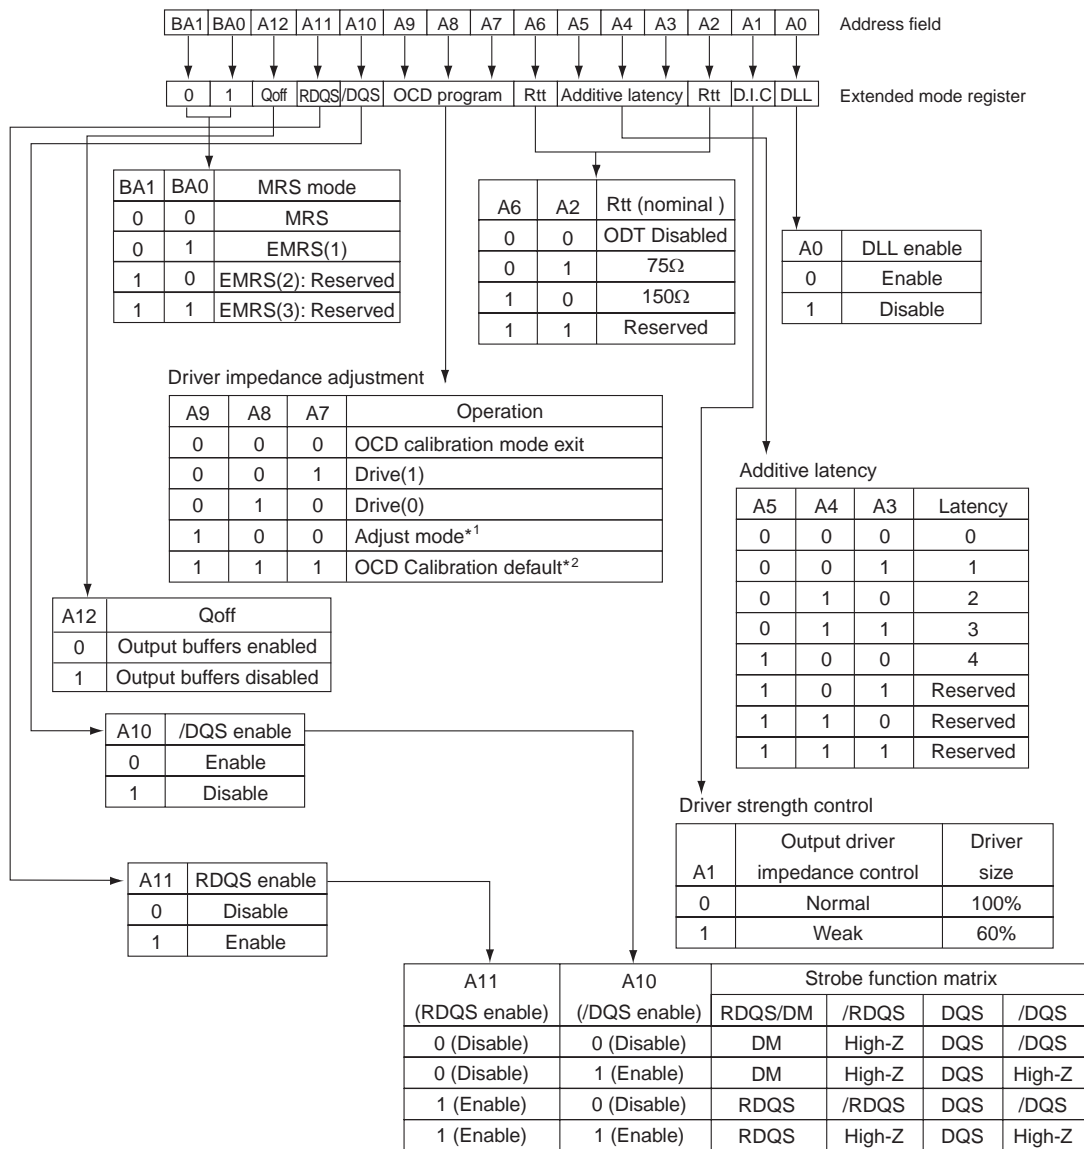 BA1 BA0 A12 A11 A10 A9 A8 A7 A6 A5 A4 A3 A2 A1 A0 Address field
0 1 Qoff RDQS /DQS OCD program Rtt Additive latency Rtt D.I.C DLL Extended mode register
BA1 BA0 MRS mode
0 0 MRS
0 1 EMRS(1)
1 0 EMRS(2): Reserved
1 1 EMRS(3): Reserved
A6 A2 Rtt (nominal )
0 0 ODT Disabled
0 1 75Ω
1 0 150Ω
1 1 Reserved
A0 DLL enable
0 Enable
1 Disable
Driver impedance adjustment
A9 A8 A7 Operation
0 0 0 OCD calibration mode exit
0 0 1 Drive(1)
0 1 0 Drive(0)
1 0 0 Adjust mode*1
1 1 1 OCD Calibration default*2
Additive latency
A5 A4 A3 Latency
0 0 0 0
0 0 1 1
0 1 0 2
0 1 1 3
1 0 0 4
1 0 1 Reserved
1 1 0 Reserved
1 1 1 Reserved
A12 Qoff
0 Output buffers enabled
1 Output buffers disabled
A10 /DQS enable
0 Enable
1 Disable
Driver strength control
A1 Output driver impedance control Driver size
0 Normal 100%
1 Weak 60%
A11 RDQS enable
0 Disable
1 Enable
A11 A10 Strobe function matrix
(RDQS enable) (/DQS enable) RDQS/DM /RDQS DQS /DQS
0 (Disable) 0 (Disable) DM High-Z DQS /DQS
0 (Disable) 1 (Enable) DM High-Z DQS High-Z
1 (Enable) 0 (Disable) RDQS /RDQS DQS /DQS
1 (Enable) 1 (Enable) RDQS High-Z DQS High-Z